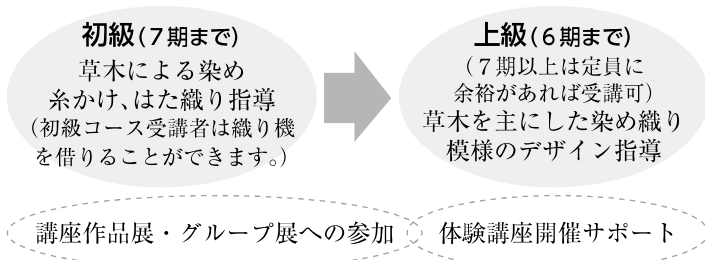 初級（７期まで）
草木による染め
糸かけ、はた織り指導
（初級コース受講者は織り機
を借りることができます。）
上級（６期まで）
（７期以上は定員に
余裕があれば受講可）
草木を主にした染め織り
模様のデザイン指導
講座作品展・グループ展への参加
体験講座開催サポート